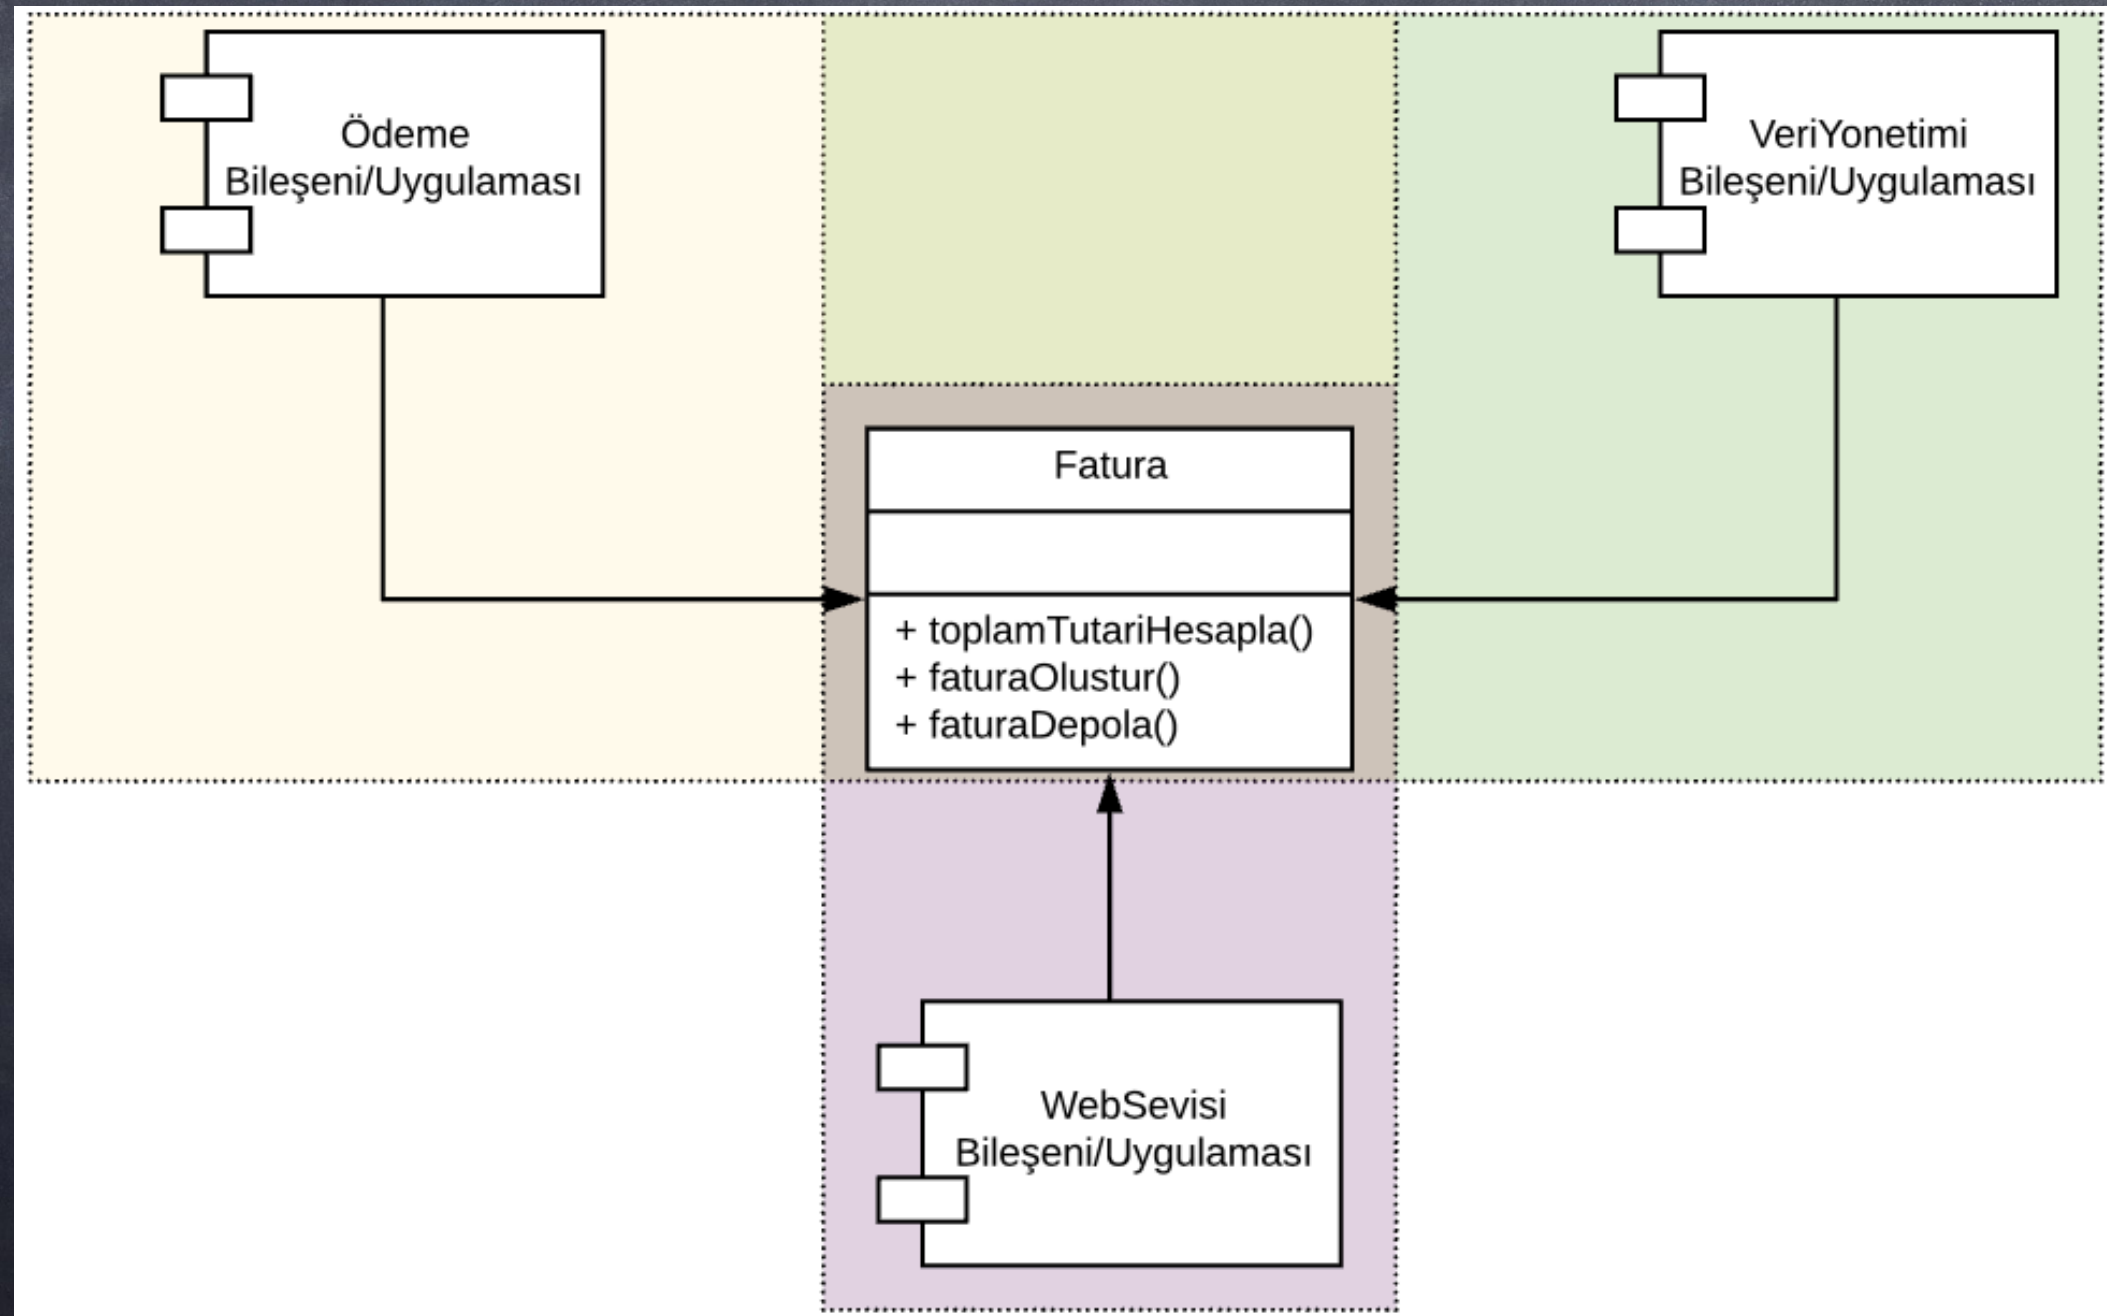 Ödeme
Bileşeni/Uygulaması
VeriYonetimi
Bileşeni/Uygulaması
Fatura
+ toplamTutariHesapla()
+ faturaOlustur()
+ faturaDepola()
WebSevisi
Bileşeni/Uygulaması